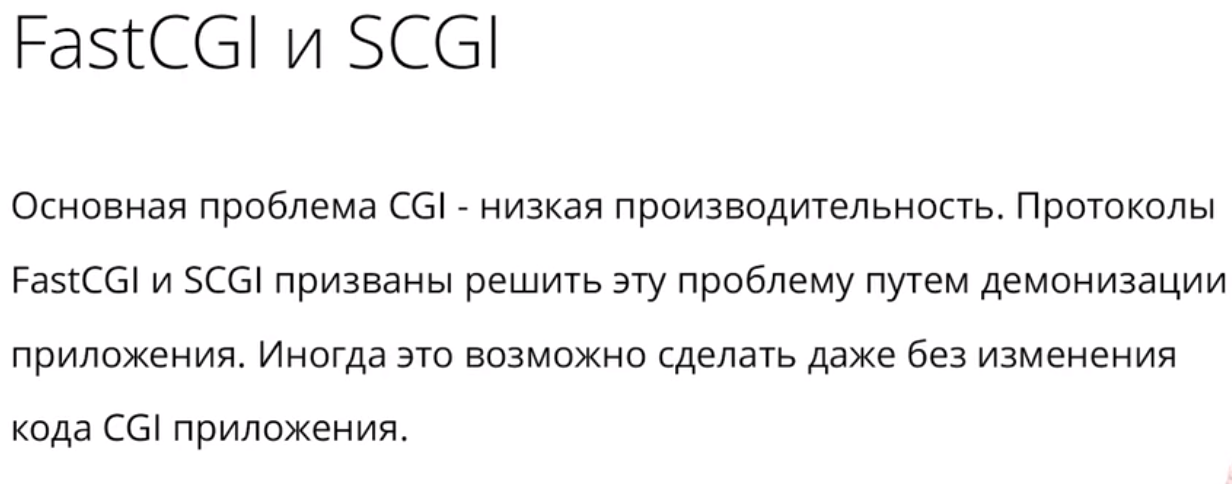 FastCGI и SCGI
Основная проблема CGI - низкая производительность. Протоколы
FastCGI и SCGI призваны решить эту проблему путем демонизации
приложения. Иногда это возможно сделать даже без изменения
кода CGI приложения.